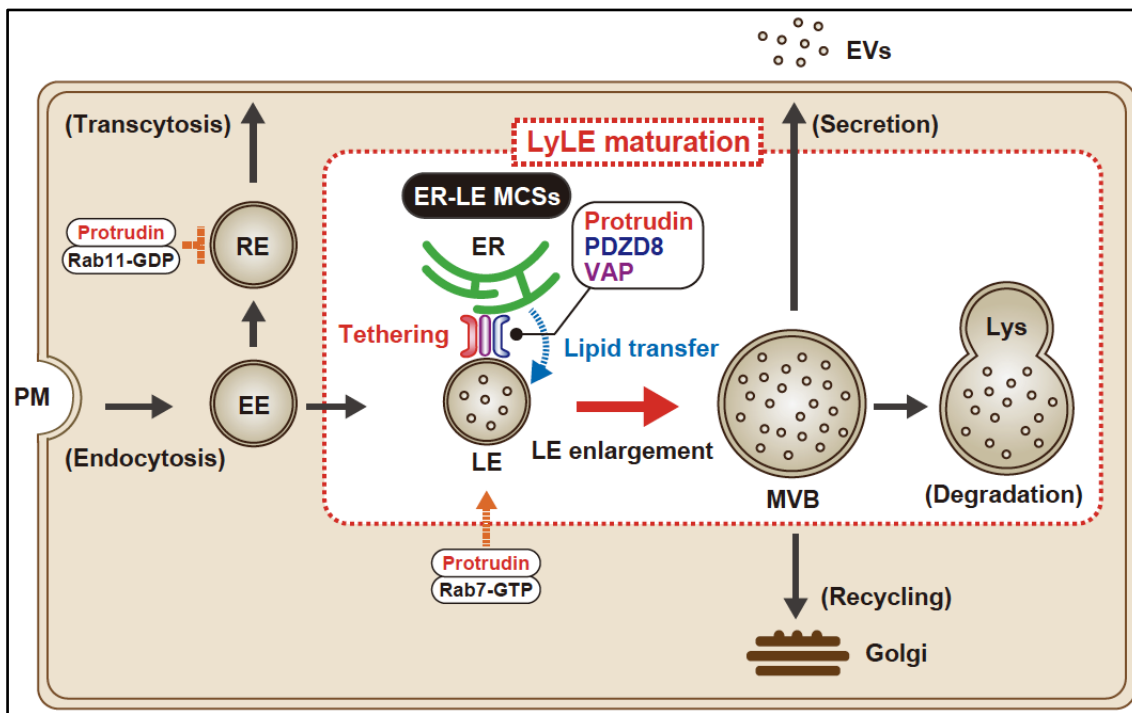 EVs
(Transcytosis)
(Secretion)
LyLE maturation
ER-LE MCSs
Protrudin
PDZD8
VAP
Protrudin
Rab11-GDP
RE
ER
Tethering
Lipid transfer
Lys
PM
EE
(Endocytosis)
LE
LE enlargement
MVB
(Degradation)
Protrudin
Rab7-GTP
(Recycling)
Golgi